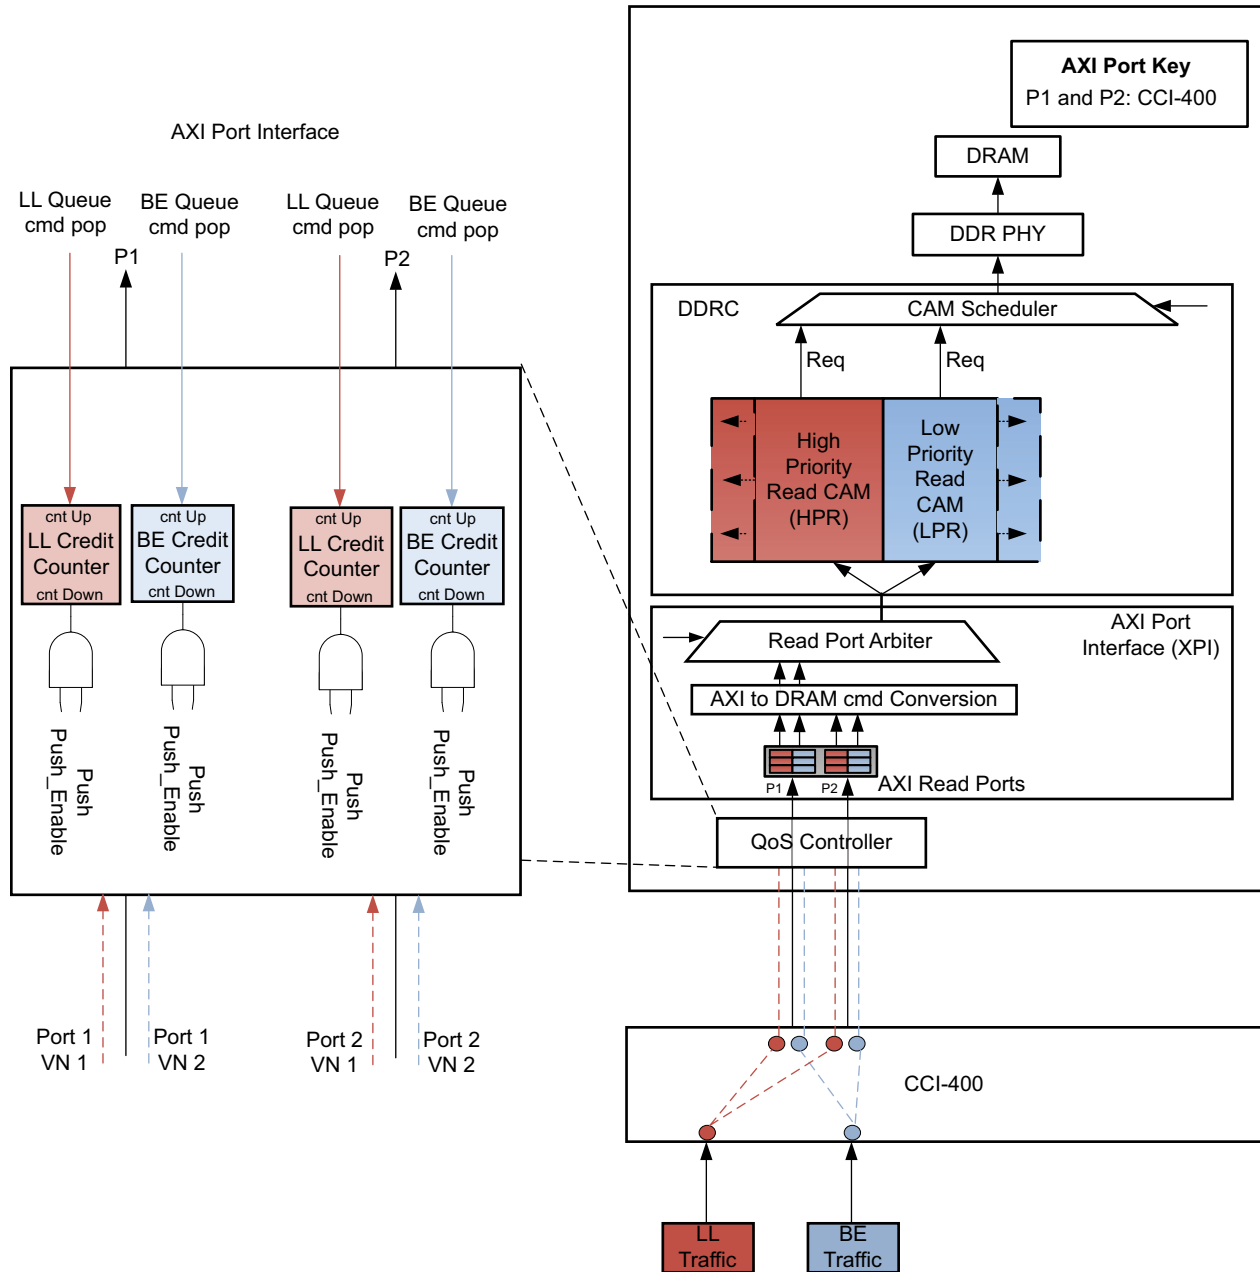 AXI Port Interface
LL Queue
cmd pop
BE Queue
cmd pop
LL Queue
cmd pop
BE Queue
cmd pop
P1
P2
cnt Up
LL Credit
Counter
cnt Down
cnt Up
BE Credit
Counter
cnt Down
cnt Up
LL Credit
Counter
cnt Down
cnt Up
BE Credit
Counter
cnt Down
Push
Push_Enable
Push
Push_Enable
Push
Push_Enable
Push
Push_Enable
Port 1
VN 1
Port 1
VN 2
Port 2
VN 1
Port 2
VN 2
AXI Port Key
P1 and P2: CCI-400
DRAM
DDR PHY
DDRC
CAM Scheduler
Req
Req
High
Priority
Read CAM
(HPR)
Low
Priority
Read
CAM
(LPR)
AXI Port
Interface (XPI)
Read Port Arbiter
AXI to DRAM cmd Conversion
P1
P2
AXI Read Ports
QoS Controller
CCI-400
LL
Traffic
BE
Traffic